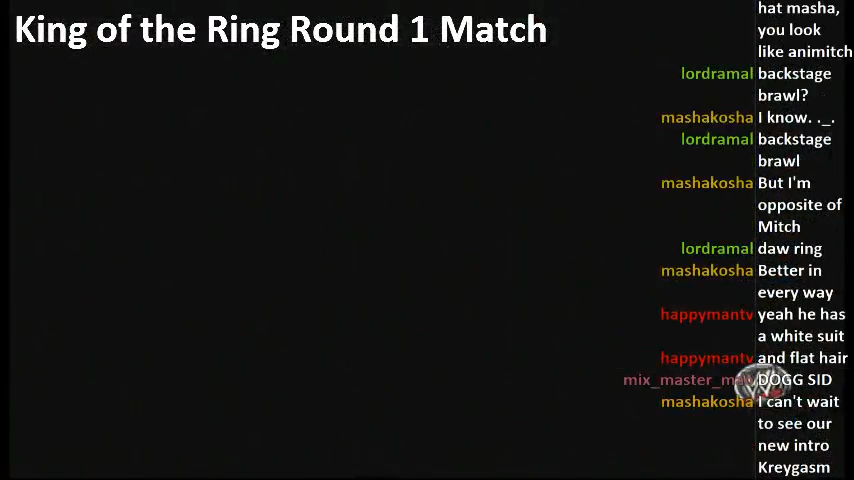 King of the Ring Round 1 Match
hat masha,
you look
like animitch
lordramal backstage
brawl?
mashakosha I know. ._.
lordramal backstage
brawl
mashakosha But I'm
opposite of
Mitch
lordramal daw ring
mashakosha Better in
every way
happymantv yeah he has
a white suit
happymantv and flat hair
DOGG SID
mashakosha I can't wait
to see our
new intro
Kreygasm